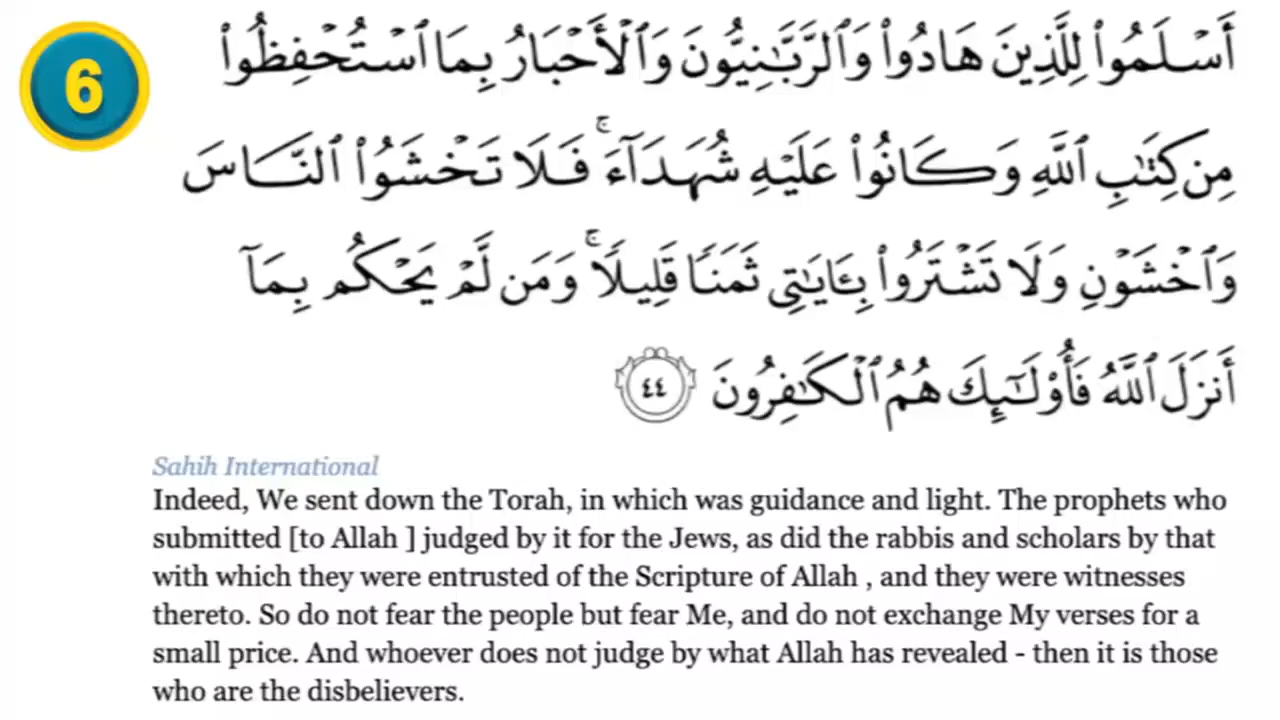 6
أَسۡلَمُواْ لِلَّذِينَ هَادُواْ وَٱلرَّبَّٰنِيُّونَ وَٱلۡأَحۡبَارُ بِمَا ٱسۡتُحۡفِظُواْ
مِن كِتَٰبِ ٱللَّهِ وَكَانُواْ عَلَيۡهِ شُهَدَآءَۚ فَلَا تَخۡشَوُاْ ٱلنَّاسَ
وَٱخۡشَوۡنِ وَلَا تَشۡتَرُواْ بِـَٔايَٰتِي ثَمَنٗا قَلِيلٗاۚ وَمَن لَّمۡ يَحۡكُم بِمَآ
أَنزَلَ ٱللَّهُ فَأُوْلَٰٓئِكَ هُمُ ٱلۡكَٰفِرُونَ ٤٤
Sahih International
Indeed, We sent down the Torah, in which was guidance and light. The prophets who
submitted [to Allah ] judged by it for the Jews, as did the rabbis and scholars by that
with which they were entrusted of the Scripture of Allah , and they were witnesses
thereto. So do not fear the people but fear Me, and do not exchange My verses for a
small price. And whoever does not judge by what Allah has revealed - then it is those
who are the disbelievers.